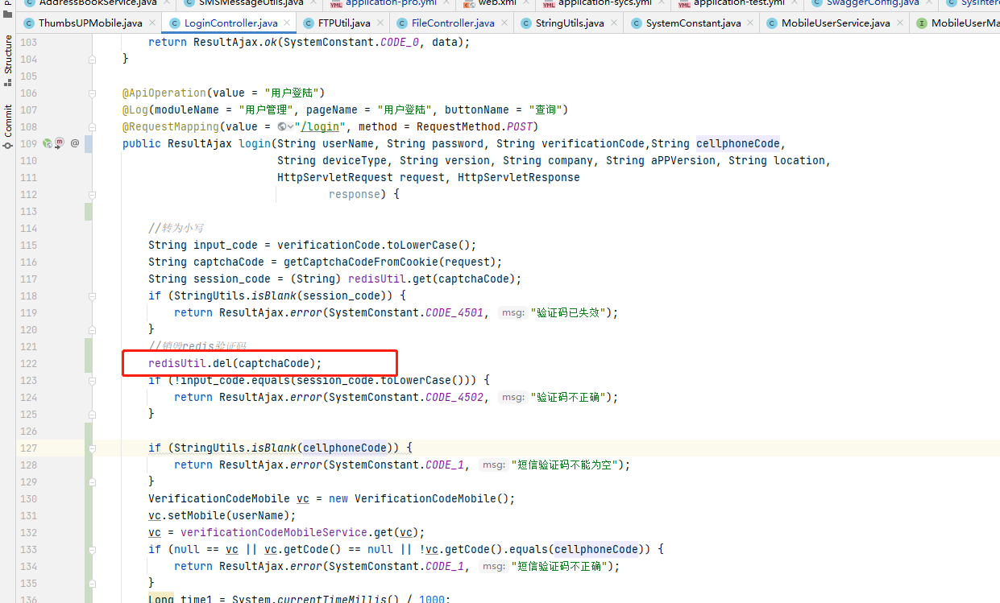 AddressBookService.java SMSMessageUtils.java application-pro.yml web.xml application-sycs.yml application-test.yml SwaggerConfig.java
ThumbsUPMobile.java LoginController.java FTPUtil.java FileController.java StringUtils.java SystemConstant.java MobileUserService.java
Structure
Commit
103 return ResultAjax.ok(SystemConstant.CODE_0, data);
104 }
105
106 @ApiOperation(value = "用户登陆")
107 @Log(moduleName = "用户管理", pageName = "用户登陆", buttonName = "查询")
108 @RequestMapping(value = "/login", method = RequestMethod.POST)
109 public ResultAjax login(String userName, String password, String verificationCode,String cellphoneCode,
110 String deviceType, String version, String company, String aPPVersion, String location,
111 HttpServletRequest request, HttpServletResponse
112 response) {
113
114 //转为小写
115 String input_code = verificationCode.toLowerCase();
116 String captchaCode = getCaptchaCodeFromCookie(request);
117 String session_code = (String) redisUtil.get(captchaCode);
118 if (StringUtils.isBlank(session_code)) {
119 return ResultAjax.error(SystemConstant.CODE_4501, msg: "验证码已失效");
120 }
121 //销毁redis验证码
122 redisUtil.del(captchaCode);
123 if (!input_code.equals(session_code.toLowerCase())) {
124 return ResultAjax.error(SystemConstant.CODE_4502, msg: "验证码不正确");
125 }
126
127 if (StringUtils.isBlank(cellphoneCode)) {
128 return ResultAjax.error(SystemConstant.CODE_1, msg: "短信验证码不能为空");
129 }
130 VerificationCodeMobile vc = new VerificationCodeMobile();
131 vc.setMobile(userName);
132 vc = verificationCodeMobileService.get(vc);
133 if (null == vc || vc.getCode() == null || !vc.getCode().equals(cellphoneCode)) {
134 return ResultAjax.error(SystemConstant.CODE_1, msg: "短信验证码不正确");
135 }
136 Long time1 = System.currentTimeMillis() / 1000;